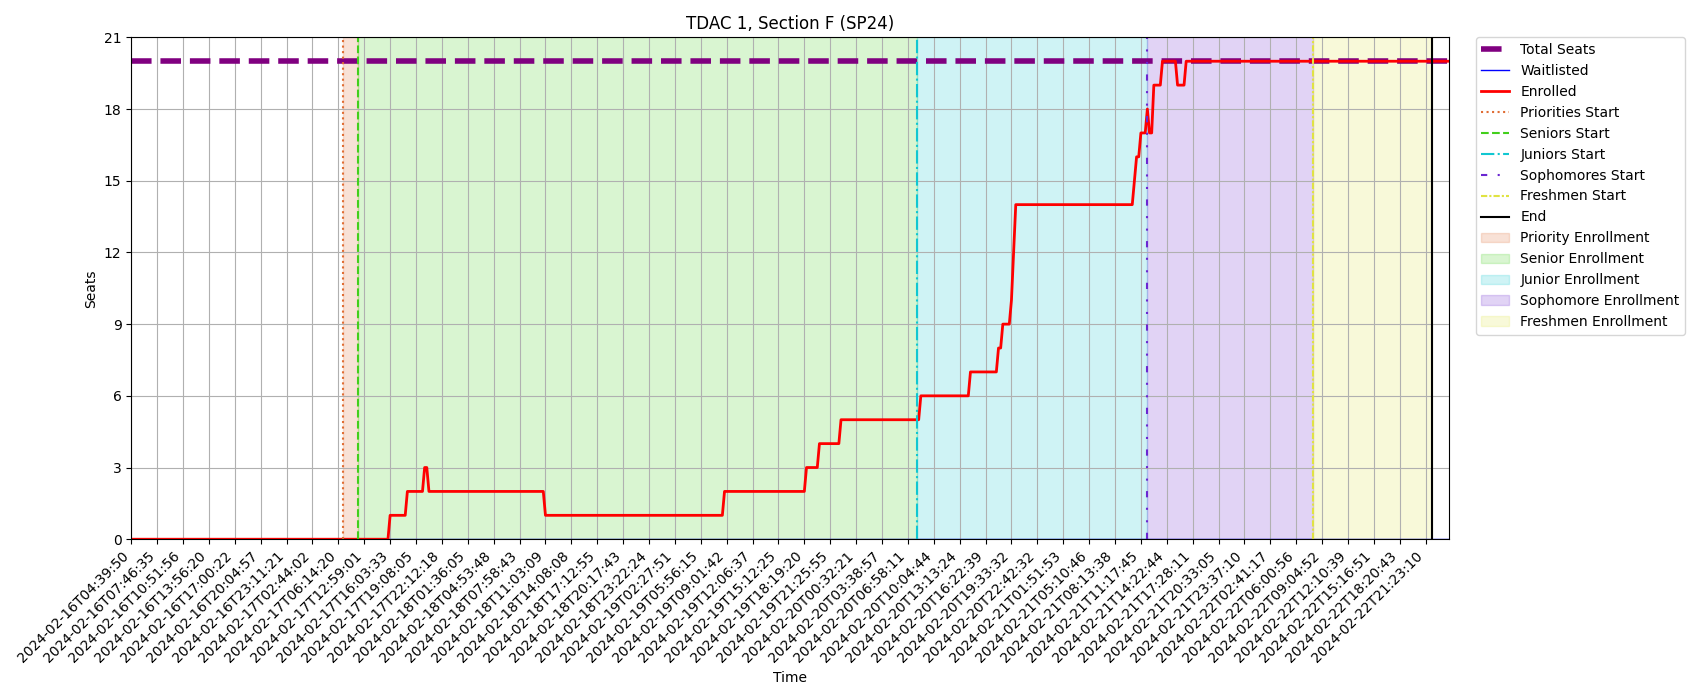 TDAC 1, Section F (SP24)
21
18
15
12
9
6
3
0
Seats
2024-02-16T04:39:50
2024-02-16T07:46:35
2024-02-16T10:51:56
2024-02-16T13:56:20
2024-02-16T17:00:22
2024-02-16T20:04:57
2024-02-16T23:11:21
2024-02-17T02:44:02
2024-02-17T06:14:20
2024-02-17T12:59:01
2024-02-17T16:03:33
2024-02-17T19:08:05
2024-02-17T22:12:18
2024-02-18T01:36:05
2024-02-18T04:53:48
2024-02-18T07:58:43
2024-02-18T11:03:09
2024-02-18T14:08:08
2024-02-18T17:12:55
2024-02-18T20:17:43
2024-02-18T23:22:24
2024-02-19T02:27:51
2024-02-19T05:56:15
2024-02-19T09:01:42
2024-02-19T12:06:37
2024-02-19T15:12:25
2024-02-19T18:19:20
2024-02-19T21:25:55
2024-02-20T00:32:21
2024-02-20T03:38:57
2024-02-20T06:58:11
2024-02-20T10:04:44
2024-02-20T13:13:24
2024-02-20T16:22:39
2024-02-20T19:33:32
2024-02-20T22:42:32
2024-02-21T01:51:53
2024-02-21T05:10:46
2024-02-21T08:13:38
2024-02-21T11:17:45
2024-02-21T14:22:44
2024-02-21T17:28:11
2024-02-21T20:33:05
2024-02-21T23:37:10
2024-02-22T02:41:17
2024-02-22T06:00:56
2024-02-22T09:04:52
2024-02-22T12:10:39
2024-02-22T15:16:51
2024-02-22T18:20:43
2024-02-22T21:23:10
Time
Total Seats
Waitlisted
Enrolled
Priorities Start
Seniors Start
Juniors Start
Sophomores Start
Freshmen Start
End
Priority Enrollment
Senior Enrollment
Junior Enrollment
Sophomore Enrollment
Freshmen Enrollment